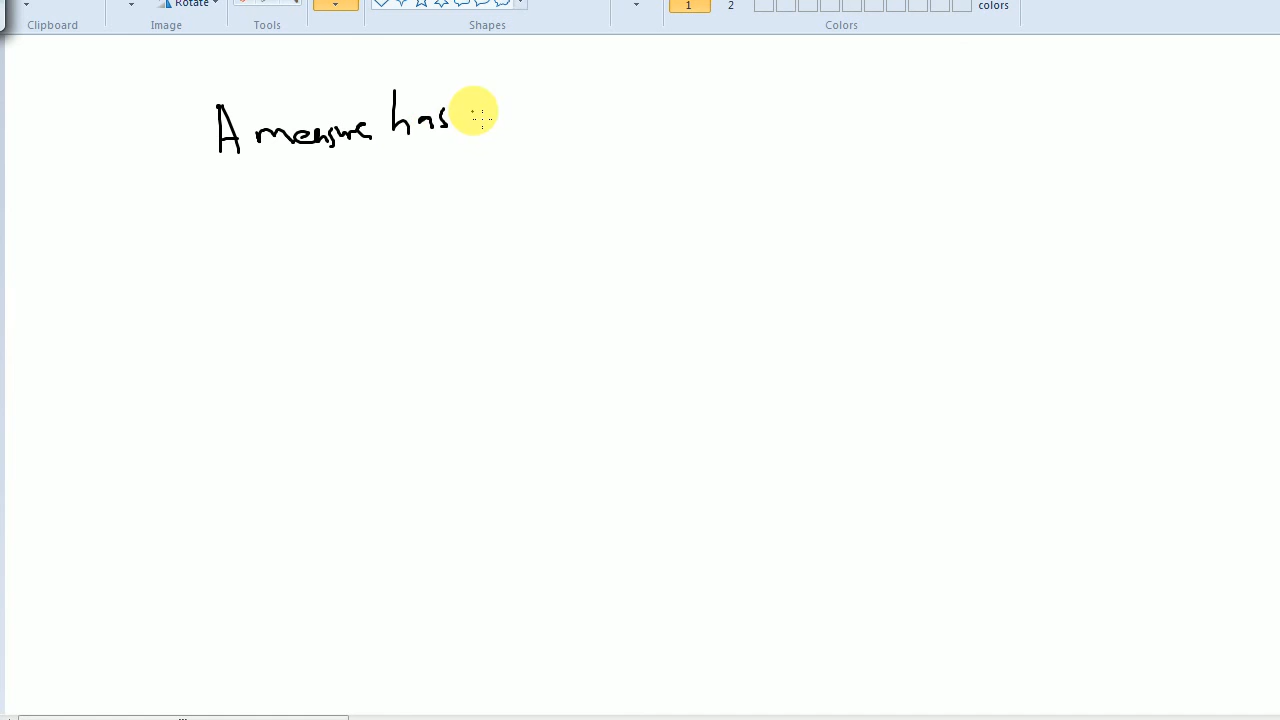 Rotate
1
2
colors
Clipboard
Image
Tools
Shapes
Colors
A measure has